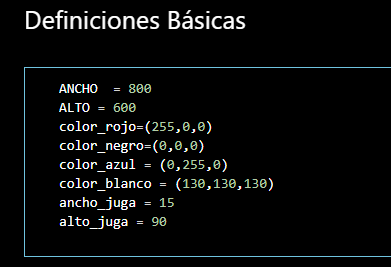 Definiciones Básicas
ANCHO  = 800
ALTO = 600
color_rojo=(255,0,0)
color_negro=(0,0,0)
color_azul = (0,255,0)
color_blanco = (130,130,130)
ancho_juga = 15
alto_juga = 90